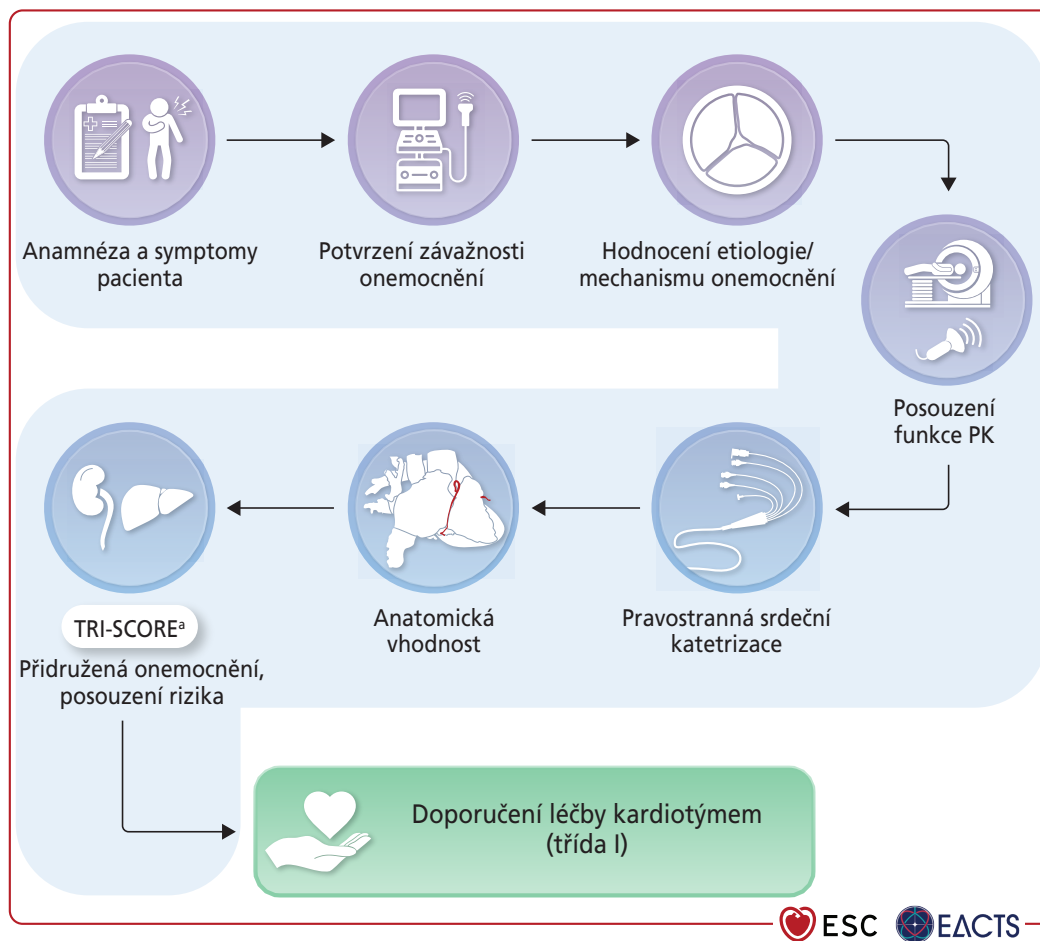 Anamnéza a symptomy
pacienta
Potvrzení závažnosti
onemocnění
Hodnocení etiologie/
mechanismu onemocnění
Posouzení
funkce PK
Pravostranná srdeční
katetrizace
Anatomická
vhodnost
TRI-SCOREᵃ
Přidružená onemocnění,
posouzení rizika
Doporučení léčby kardiotýmem
(třída I)
ESC EACTS